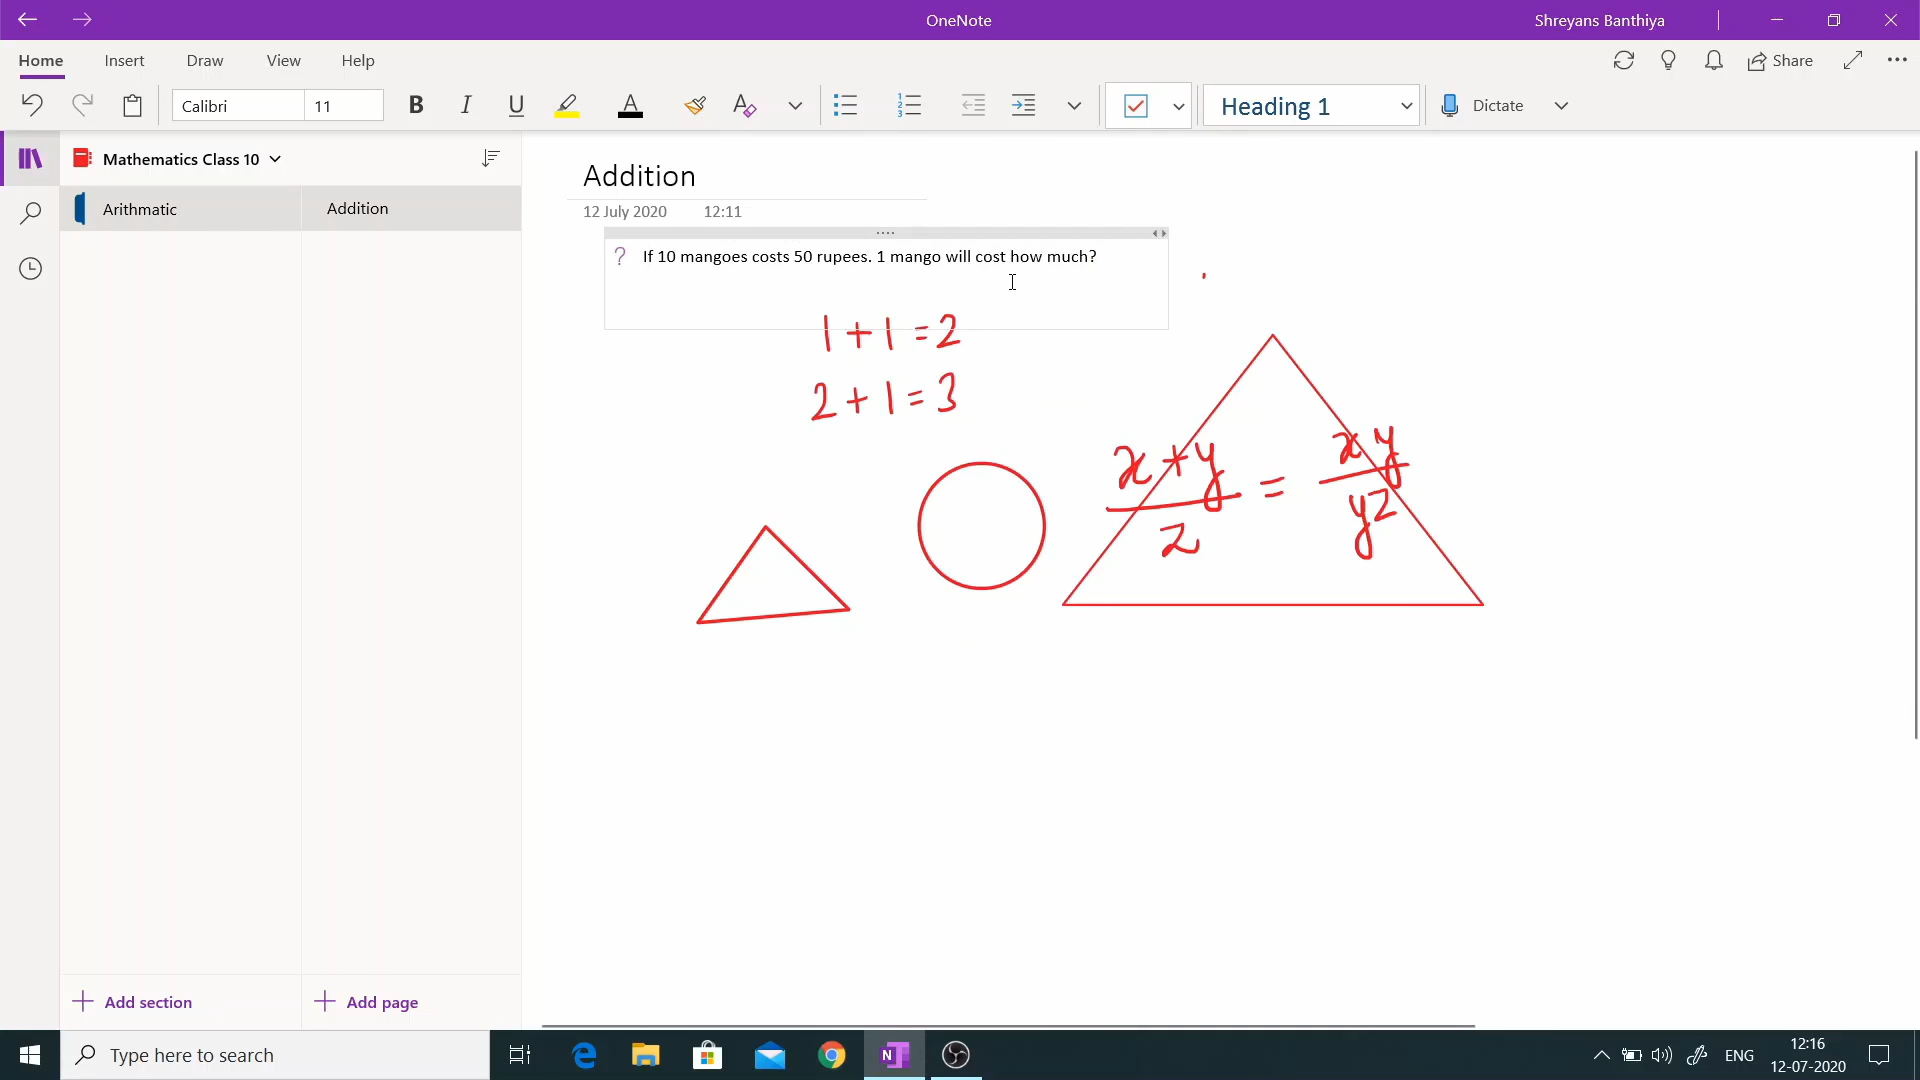 OneNote
Shreyans Banthiya
Home Insert Draw View Help
Share
Calibri 11 B I U A A Heading 1 Dictate
Mathematics Class 10
Arithmatic
Addition
Addition
12 July 2020 12:11
? If 10 mangoes costs 50 rupees. 1 mango will cost how much?
1 + 1 = 2
2 + 1 = 3
x + y = xy
2 y2
Add section
Add page
Type here to search
ENG
12:16
12-07-2020